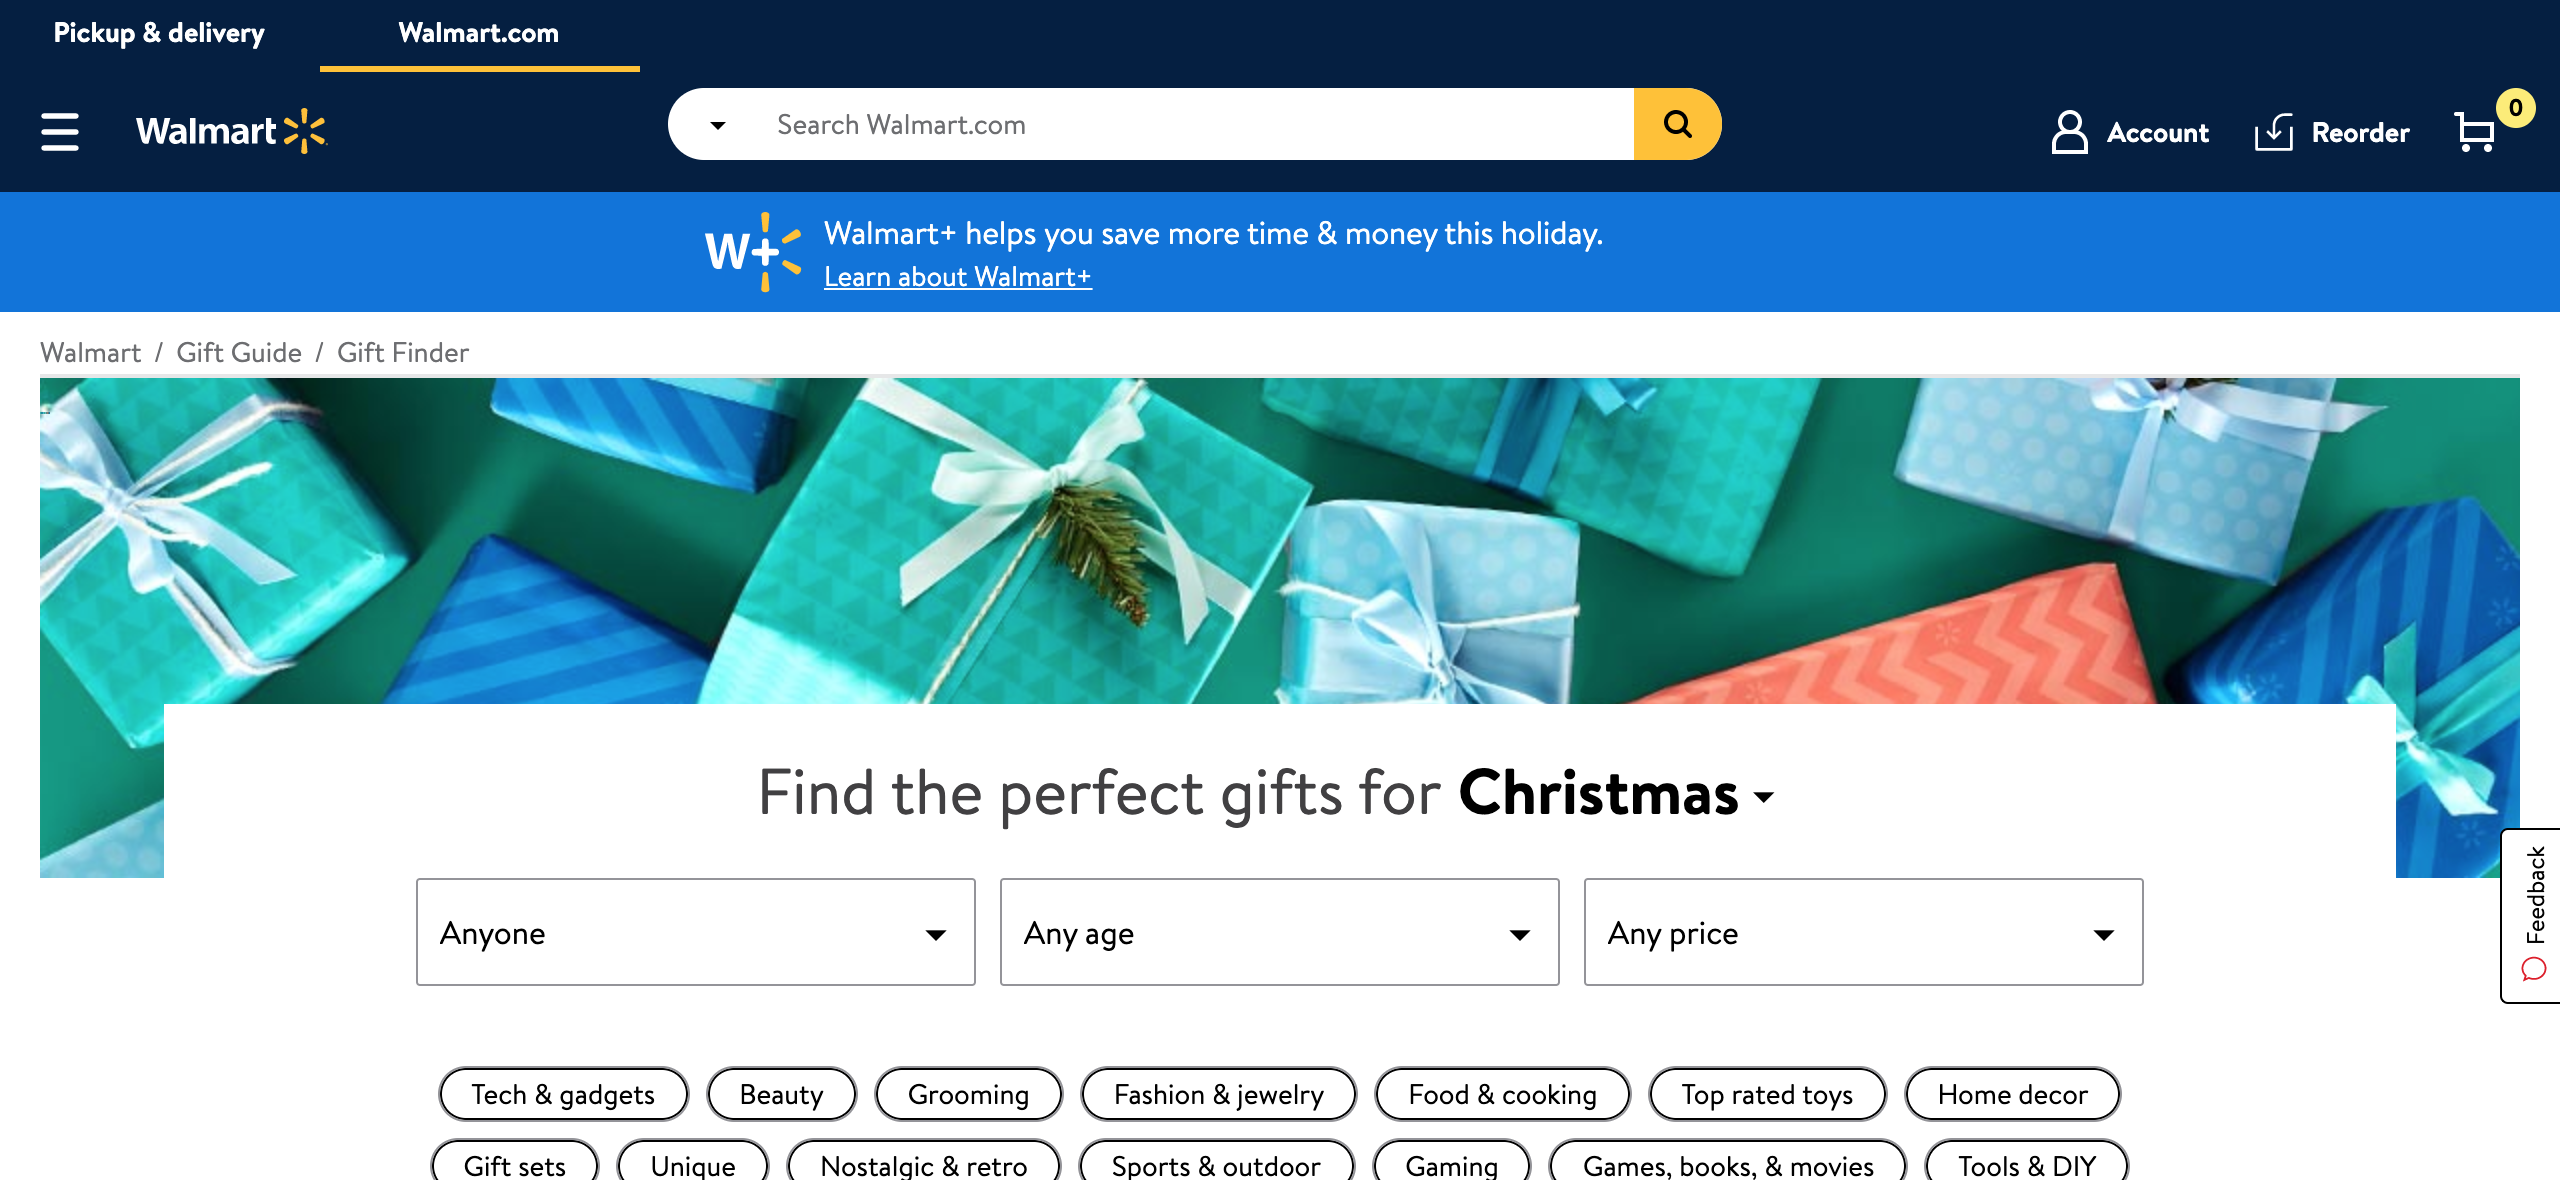 Pickup & delivery
Walmart.com
Walmart
Search Walmart.com
Account
Reorder
0
W+
Walmart+ helps you save more time & money this holiday.
Learn about Walmart+
Walmart / Gift Guide / Gift Finder
Find the perfect gifts for Christmas
Anyone
Any age
Any price
Feedback
Tech & gadgets
Beauty
Grooming
Fashion & jewelry
Food & cooking
Top rated toys
Home decor
Gift sets
Unique
Nostalgic & retro
Sports & outdoor
Gaming
Games, books, & movies
Tools & DIY